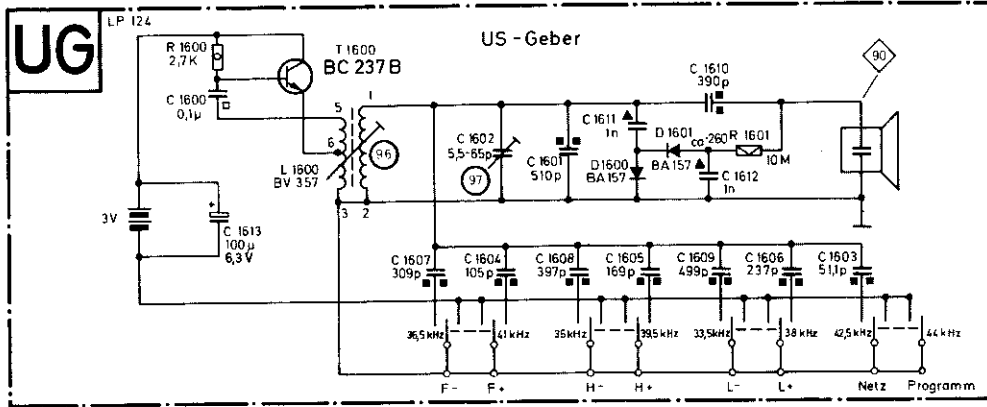 UG
LP 124
US-Geber
R 1600
2,7K
T 1600
BC 237 B
C 1600
0,1µ
5
6
1
L 1600
BV 357
96
3
2
C 1602
5,5-65p
97
C 1601
510p
C 1611
1n
C 1610
390p
90
D 1601
BA 157
ca-260
R 1601
10 M
D 1600
BA 157
C 1612
1n
3V
+
C 1613
100µ
6,3 V
C 1607
309p
C 1604
105p
C 1608
397p
C 1605
169p
C 1609
499p
C 1606
237p
C 1603
51,1p
36,5 kHz
41 kHz
35 kHz
39,5 kHz
33,5 kHz
38 kHz
42,5 kHz
44 kHz
F-
F+
H-
H+
L-
L+
Netz
Programm